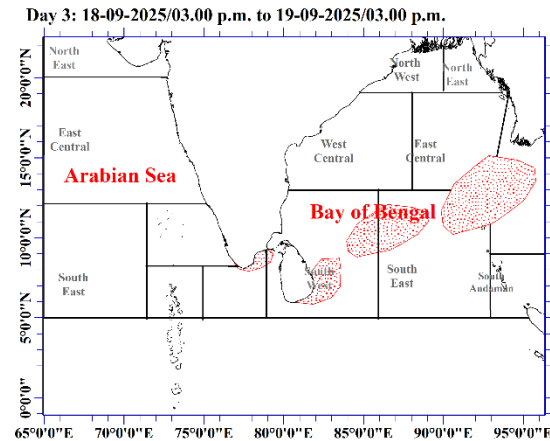 Day 3: 18-09-2025/03.00 p.m. to 19-09-2025/03.00 p.m.
North
East
North
West
North
East
East
Central
West
Central
East
Central
Arabian Sea
Bay of Bengal
South
East
South
West
South
East
South
Andaman
20°0'0"N
15°0'0"N
10°0'0"N
5°0'0"N
0°0'0"
65°0'0"E 70°0'0"E 75°0'0"E 80°0'0"E 85°0'0"E 90°0'0"E 95°0'0"E